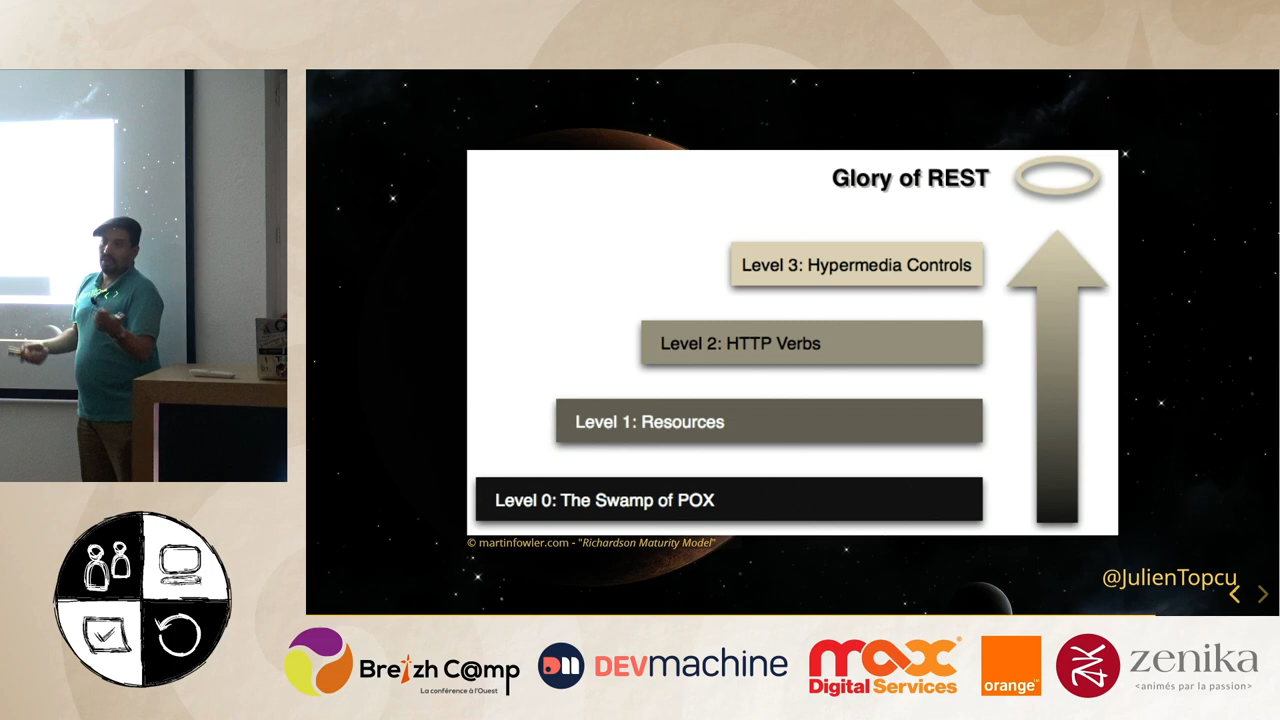 Glory of REST
Level 3: Hypermedia Controls
Level 2: HTTP Verbs
Level 1: Resources
Level 0: The Swamp of POX
© martinfowler.com - "Richardson Maturity Model"
@JulienTopcu
Breizh C@mp
La conférence à l'Ouest
DEVmachine
max
Digital Services
orange™
zenika
<animés par la passion>